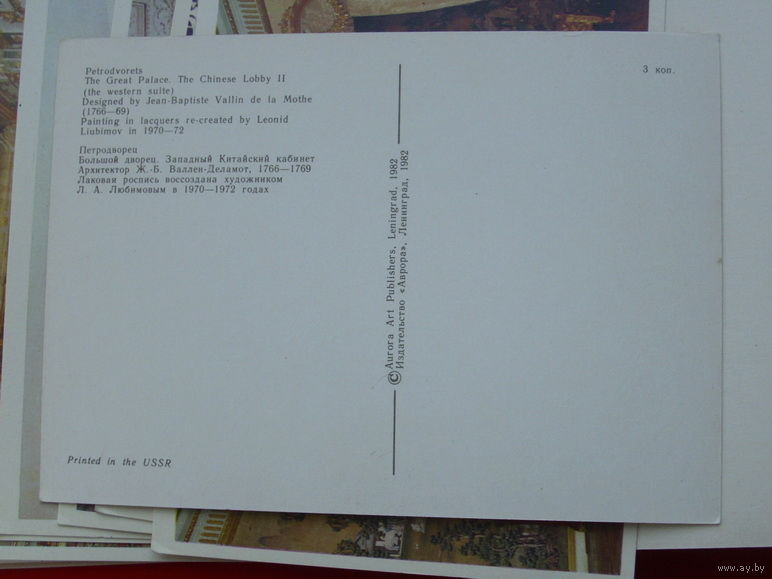 Petrodvorets
The Great Palace. The Chinese Lobby II
(the western suite)
Designed by Jean-Baptiste Vallin de la Mothe
(1766—69)
Painting in lacquers re-created by Leonid
Liubimov in 1970—72
Петродворец
Большой дворец. Западный Китайский кабинет
Архитектор Ж.-Б. Валлен-Деламот, 1766—1769
Лаковая роспись воссоздана художником
Л. А. Любимовым в 1970—1972 годах
Printed in the USSR
© Aurora Art Publishers, Leningrad, 1982
Издательство «Аврора», Ленинград, 1982
3 коп.
www.ay.by